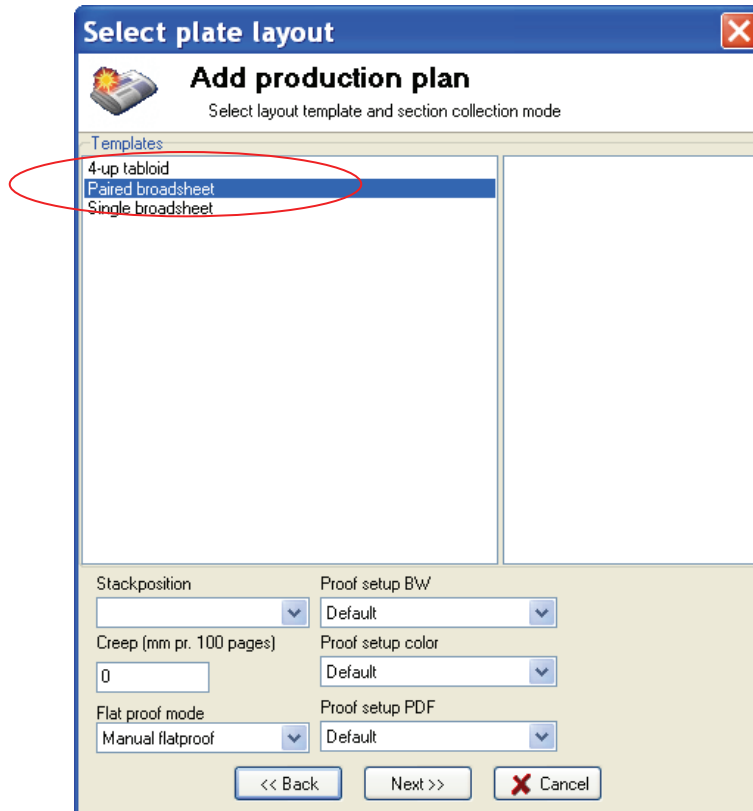 Select plate layout
Add production plan
Select layout template and section collection mode
Templates
4-up tabloid
Paired broadsheet
Single broadsheet
Stackposition
Proof setup BW
Default
Creep (mm pr. 100 pages)
Proof setup color
0
Default
Flat proof mode
Proof setup PDF
Manual flatproof
Default
<< Back
Next >>
Cancel